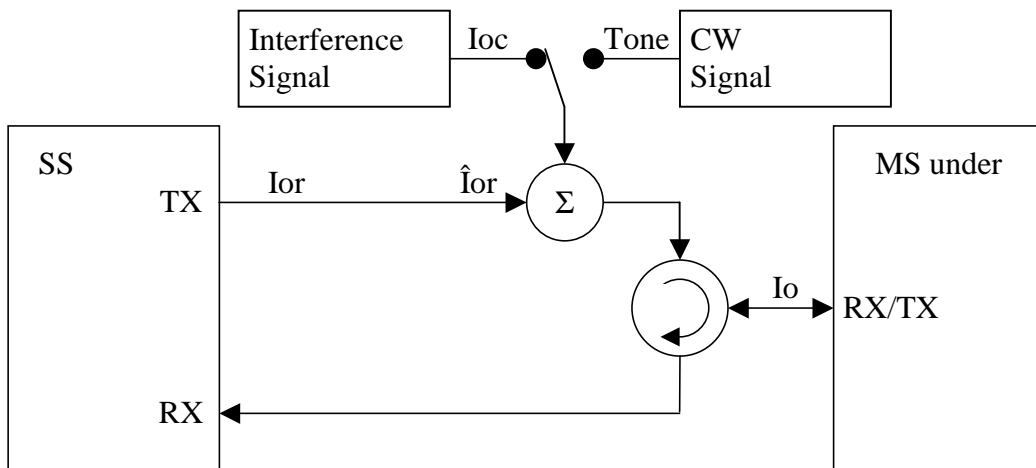 Interference
Signal
Ioc
Tone
CW
Signal
SS
MS under
TX
Ior
Îor
Σ
Io
RX/TX
RX